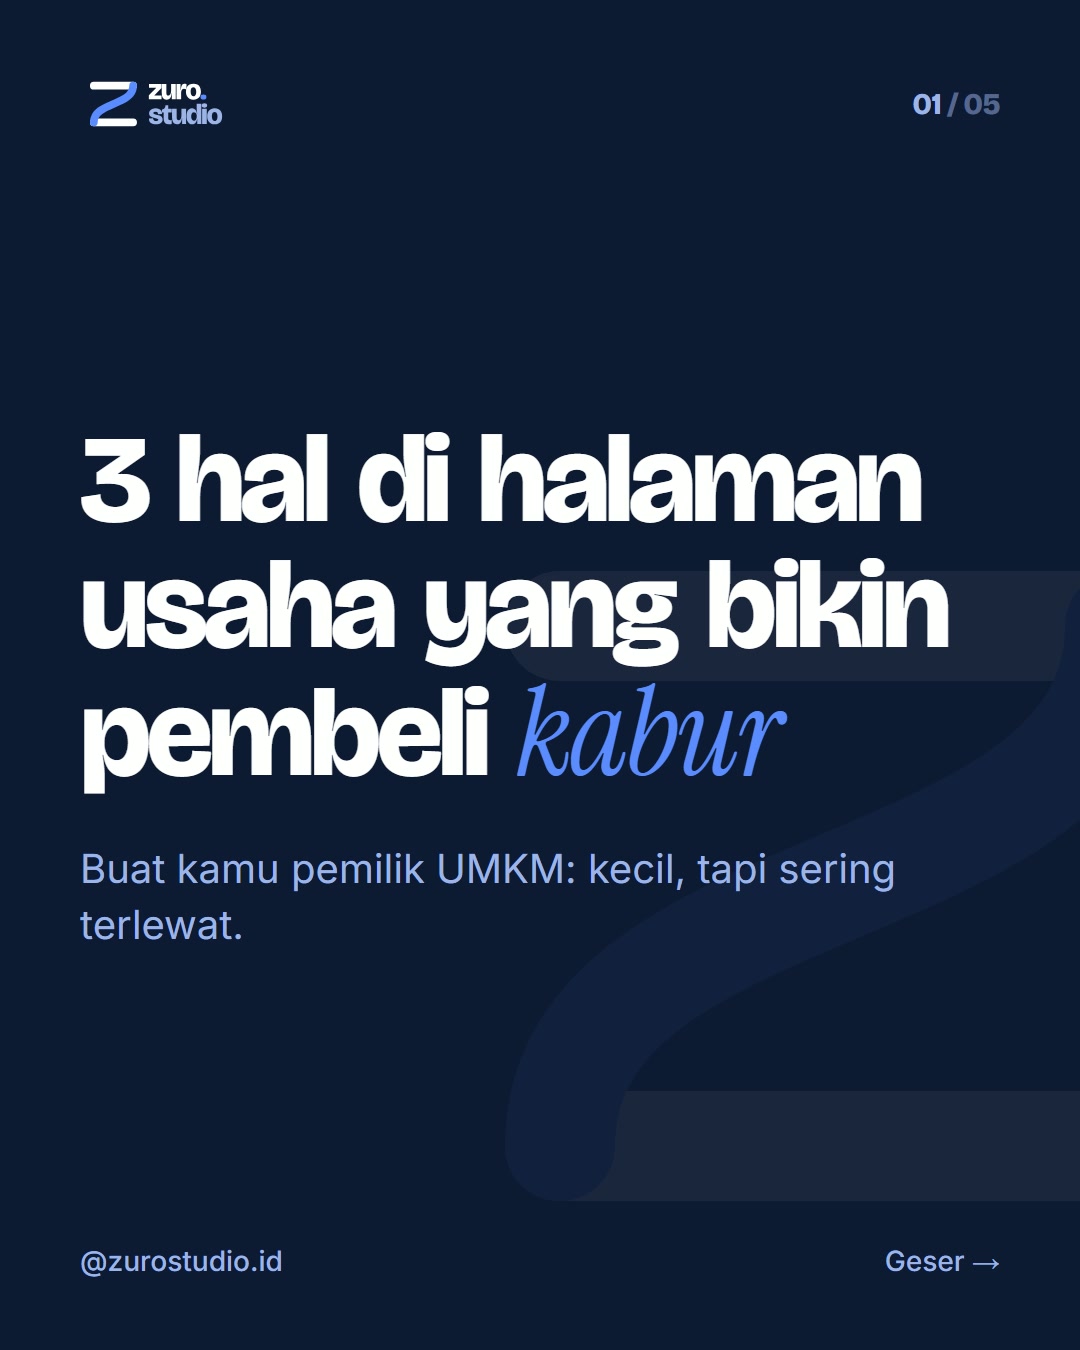 zuro.
studio
01 / 05
3 hal di halaman
usaha yang bikin
pembeli kabur
Buat kamu pemilik UMKM: kecil, tapi sering
terlewat.
@zurostudio.id
Geser →